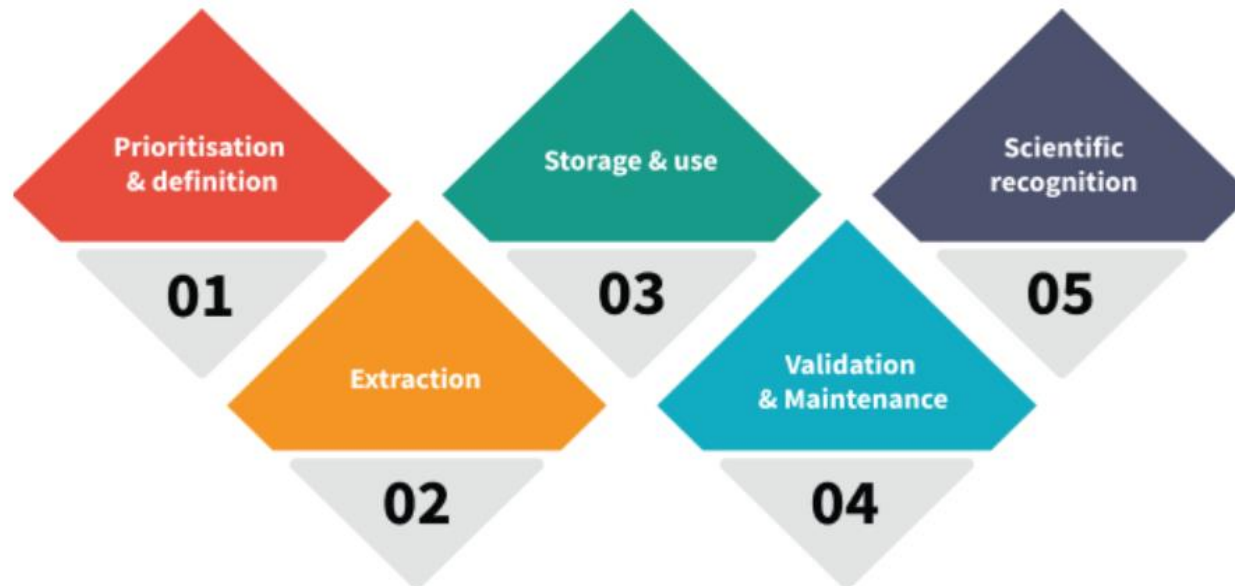 Prioritisation
& definition
01
Extraction
02
Storage & use
03
Validation
& Maintenance
04
Scientific
recognition
05